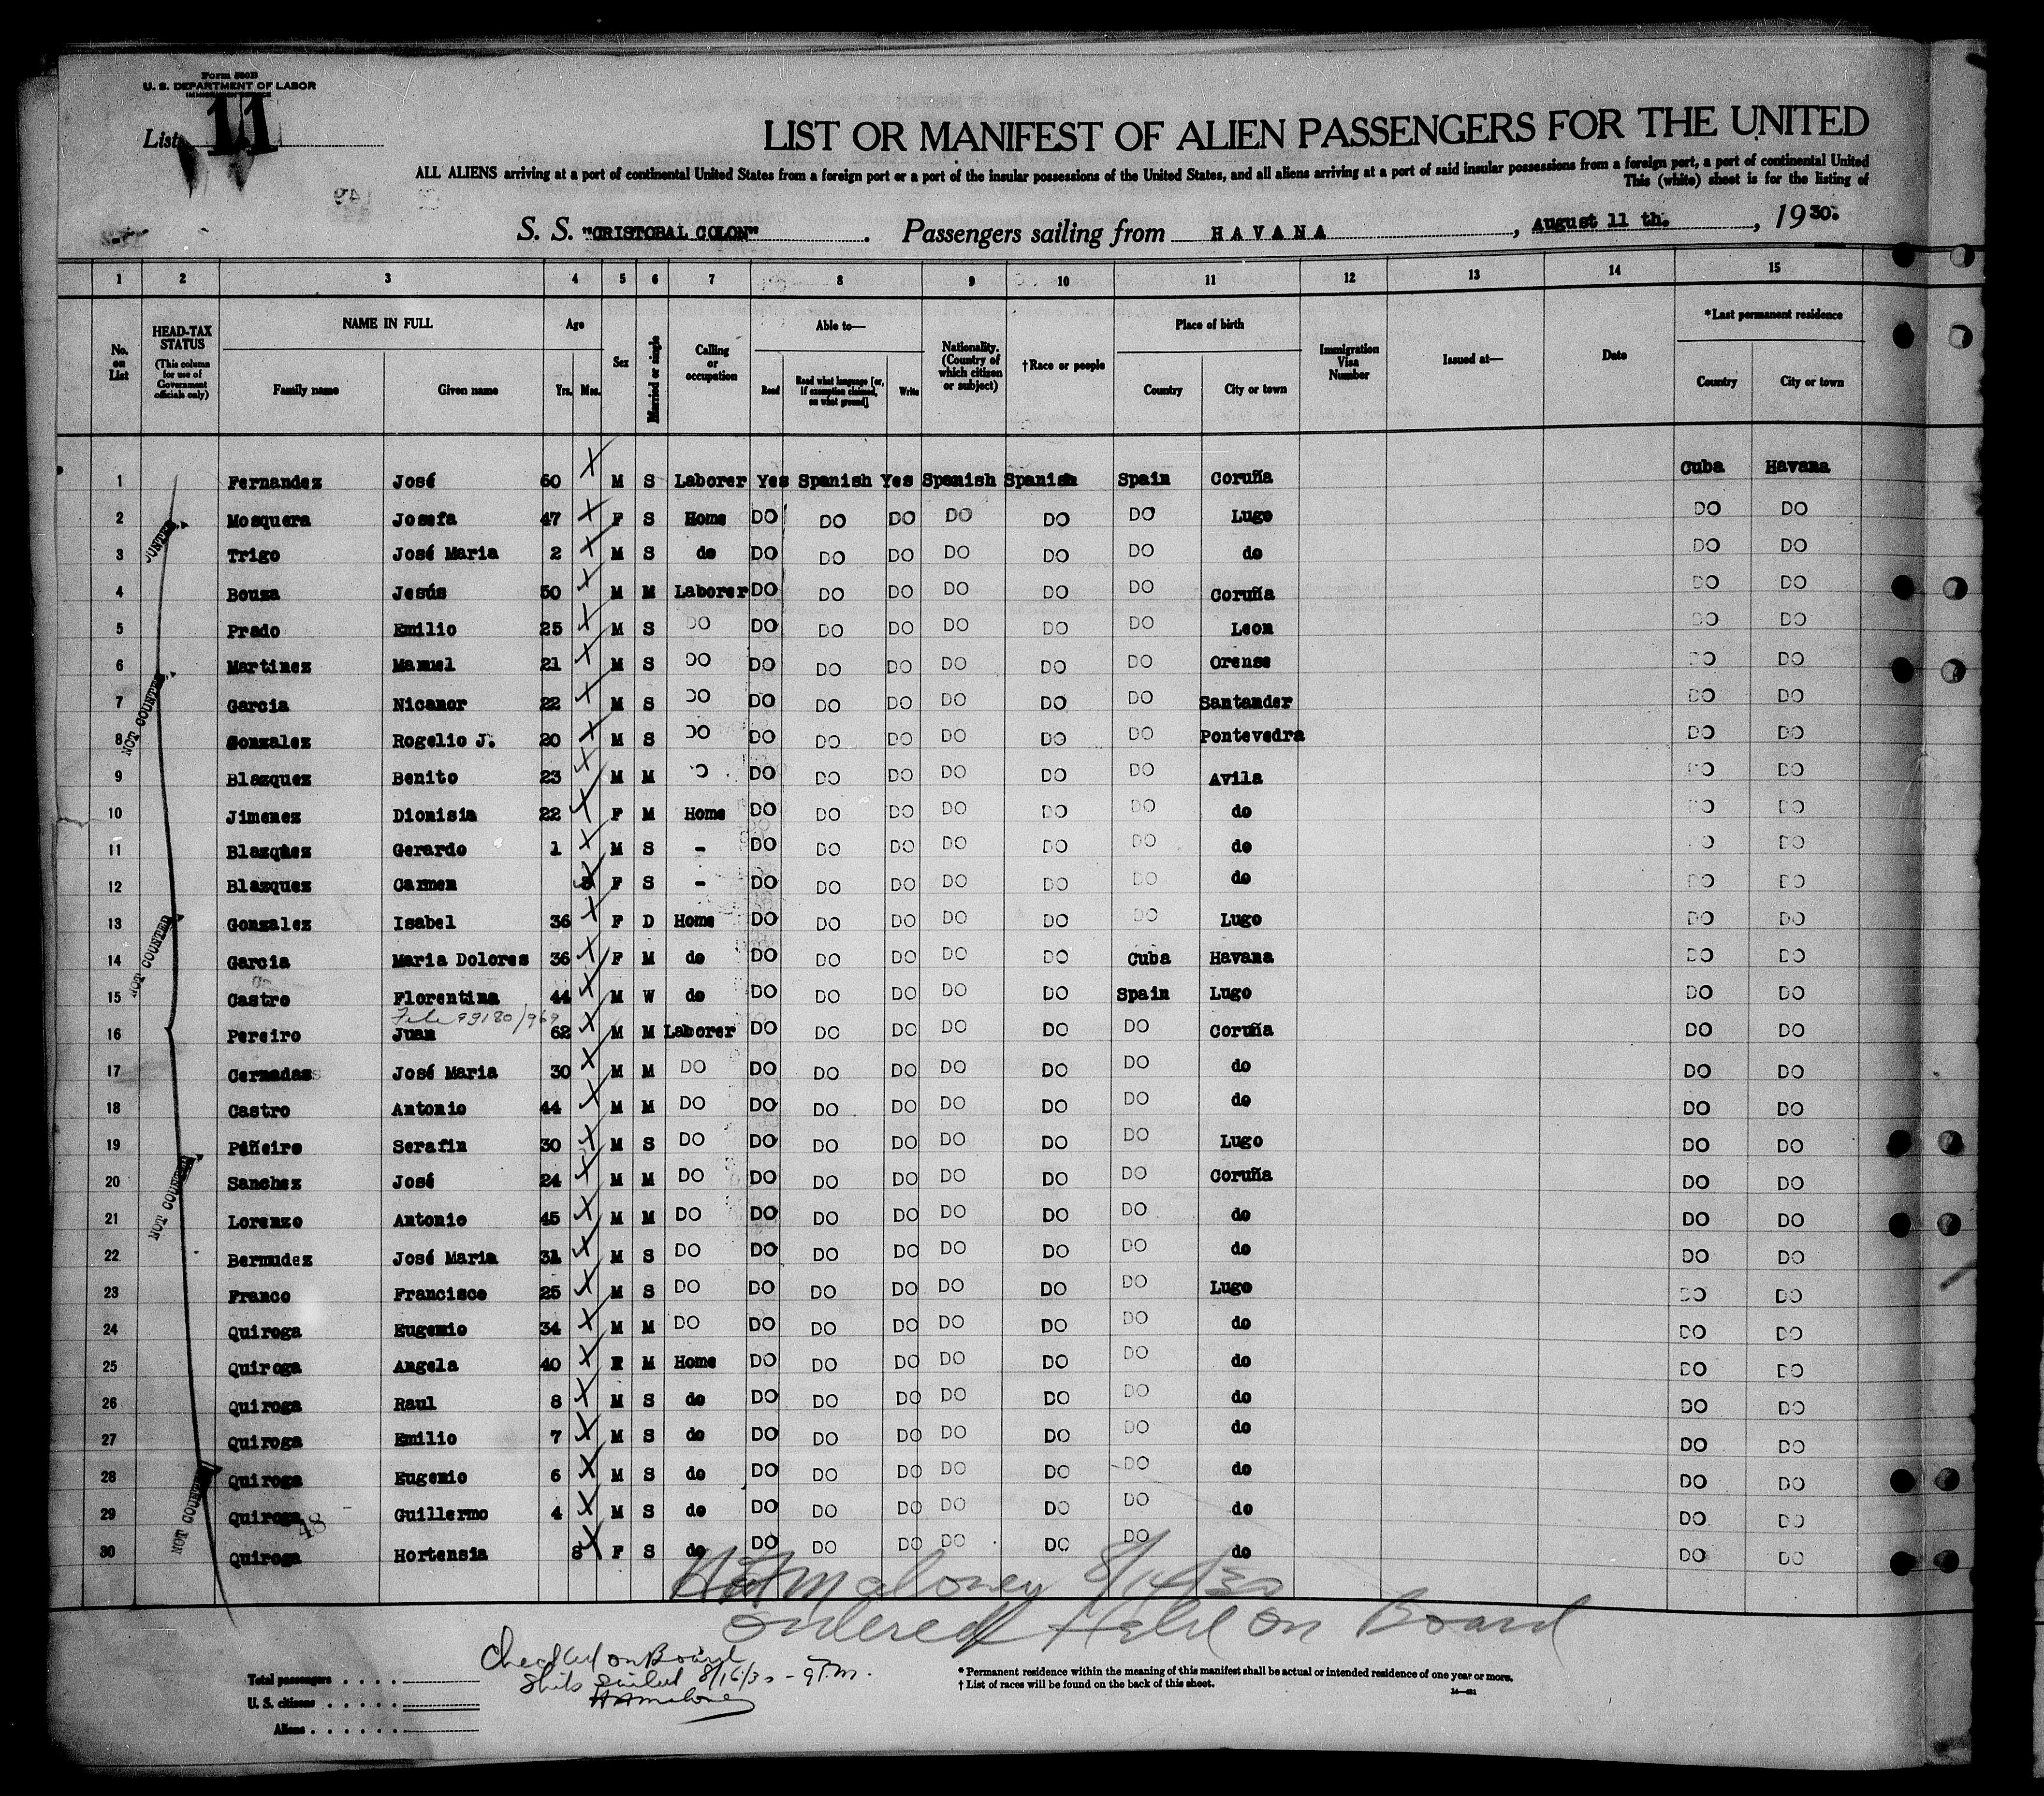 Form 500B
U. S. DEPARTMENT OF LABOR
IMMIGRATION SERVICE
List 11
LIST OR MANIFEST OF ALIEN PASSENGERS FOR THE UNITED
ALL ALIENS arriving at a port of continental United States from a foreign port or a port of the insular possessions of the United States, and all aliens arriving at a port of said insular possessions from a foreign port, a port of continental United
This (white) sheet is for the listing of
S. S. "CRISTOBAL COLON" . Passengers sailing from HAVANA , August 11 th. , 1930.
1 2 3 4 5 6 7 8 9 10 11 12 13 14 15
No. on List HEAD-TAX STATUS (This column for use of Government officials only) NAME IN FULL Family name Given name Age Yrs. Mos. Sex Married or single Calling or occupation Able to— Read Read what language [or, if exemption claimed, on what ground] Write Nationality. (Country of which citizen or subject) †Race or people Place of birth Country City or town Immigration Visa Number Issued at— Date *Last permanent residence Country City or town
1 Fernandez José 60 M S Laborer Yes Spanish Yes Spanish Spanish Spain Coruña Cuba Havana
2 Mosquera Josefa 47 F S Home DO DO DO DO DO DO Lugo DO DO
3 Trigo José Maria 2 M S do DO DO DO DO DO DO do DO DO
4 Bouza Jesús 50 M M Laborer DO DO DO DO DO DO Coruña DO DO
5 Prado Emilio 25 M S DO DO DO DO DO DO DO Leon DO DO
6 Martinez Manuel 21 M S DO DO DO DO DO DO DO Orense DO DO
7 Garcia Nicanor 22 M S DO DO DO DO DO DO DO Santander DO DO
8 Gonzalez Rogelio J. 20 M S DO DO DO DO DO DO DO Pontevedra DO DO
9 Blazquez Benito 23 M M DO DO DO DO DO DO Avila DO DO
10 Jimenez Dionisia 22 F M Home DO DO DO DO DO DO do DO DO
11 Blazquez Gerardo 1 M S - DO DO DO DO DO DO do DO DO
12 Blazquez Carmen F S - DO DO DO DO DO DO do DO DO
13 Gonzalez Isabel 36 F D Home DO DO DO DO DO DO Lugo DO DO
14 Garcia Maria Dolores 36 F M do DO DO DO DO DO Cuba Havana DO DO
15 Castro Florentina 44 M W do DO DO DO DO DO Spain Lugo DO DO
File 99180/969
16 Pereiro Juan 62 M M Laborer DO DO DO DO DO DO Coruña DO DO
17 Cernadas José Maria 30 M M DO DO DO DO DO DO DO do DO DO
18 Castro Antonio 44 M M DO DO DO DO DO DO DO do DO DO
19 Piñeiro Serafin 30 M S DO DO DO DO DO DO DO Lugo DO DO
20 Sanchez José 24 M M DO DO DO DO DO DO DO Coruña DO DO
21 Lorenzo Antonio 45 M M DO DO DO DO DO DO DO do DO DO
22 Bermudez José Maria 31 M S DO DO DO DO DO DO DO do DO DO
23 Franco Francisco 25 M S DO DO DO DO DO DO DO Lugo DO DO
24 Quiroga Eugenio 34 M M DO DO DO DO DO DO DO do DO DO
25 Quiroga Angela 40 F M Home DO DO DO DO DO DO do DO DO
26 Quiroga Raul 8 M S do DO DO DO DO DO DO do DO DO
27 Quiroga Emilio 7 M S do DO DO DO DO DO DO do DO DO
28 Quiroga Eugenio 6 M S do DO DO DO DO DO DO do DO DO
29 Quiroga Guillermo 4 M S do DO DO DO DO DO DO do DO DO
48
30 Quiroga Hortensia 8 F S do DO DO DO DO DO DO do DO DO
NOT COUNTED
NOT COUNTED
NOT COUNTED
NOT COUNTED
HAMaloney 8/14/30
Ordered Held on Board
Checked on Board
Ship Sailed 8/16/30 - 9 P.m.
HAMaloney
Total passengers
U. S. citizens
Aliens
* Permanent residence within the meaning of this manifest shall be actual or intended residence of one year or more.
† List of races will be found on the back of this sheet.